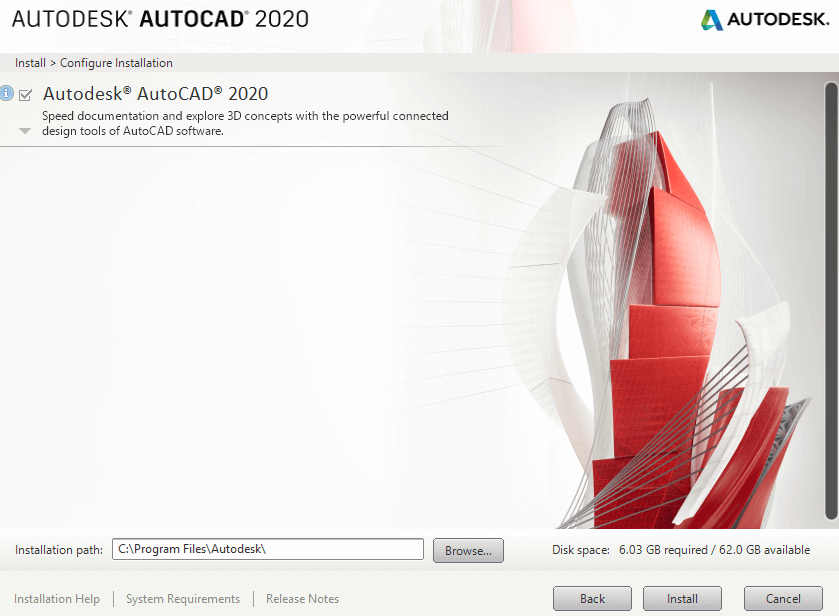 AUTODESK® AUTOCAD® 2020
AUTODESK.
Install > Configure Installation
Autodesk® AutoCAD® 2020
Speed documentation and explore 3D concepts with the powerful connected
design tools of AutoCAD software.
Installation path: C:\Program Files\Autodesk\ Browse... Disk space: 6.03 GB required / 62.0 GB available
Installation Help | System Requirements | Release Notes Back Install Cancel